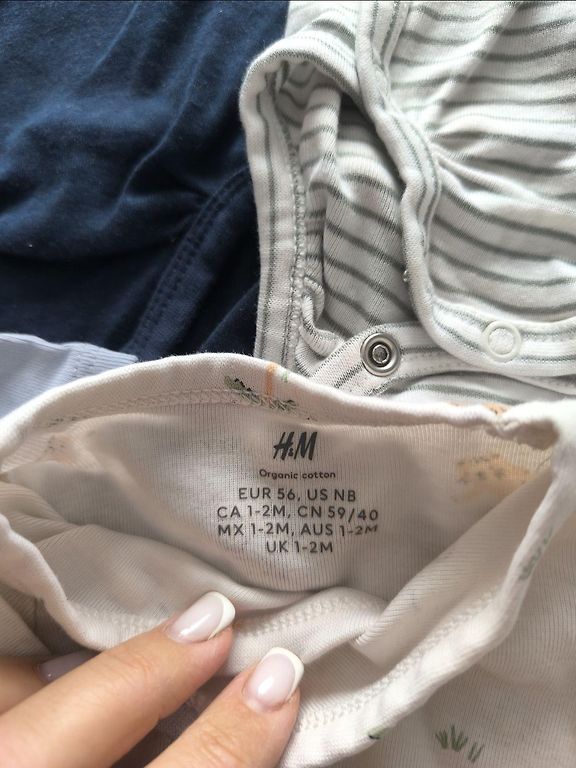 H&M
Organic cotton
EUR 56, US NB
CA 1-2M, CN 59/40
MX 1-2M, AUS 1-2M
UK 1-2M